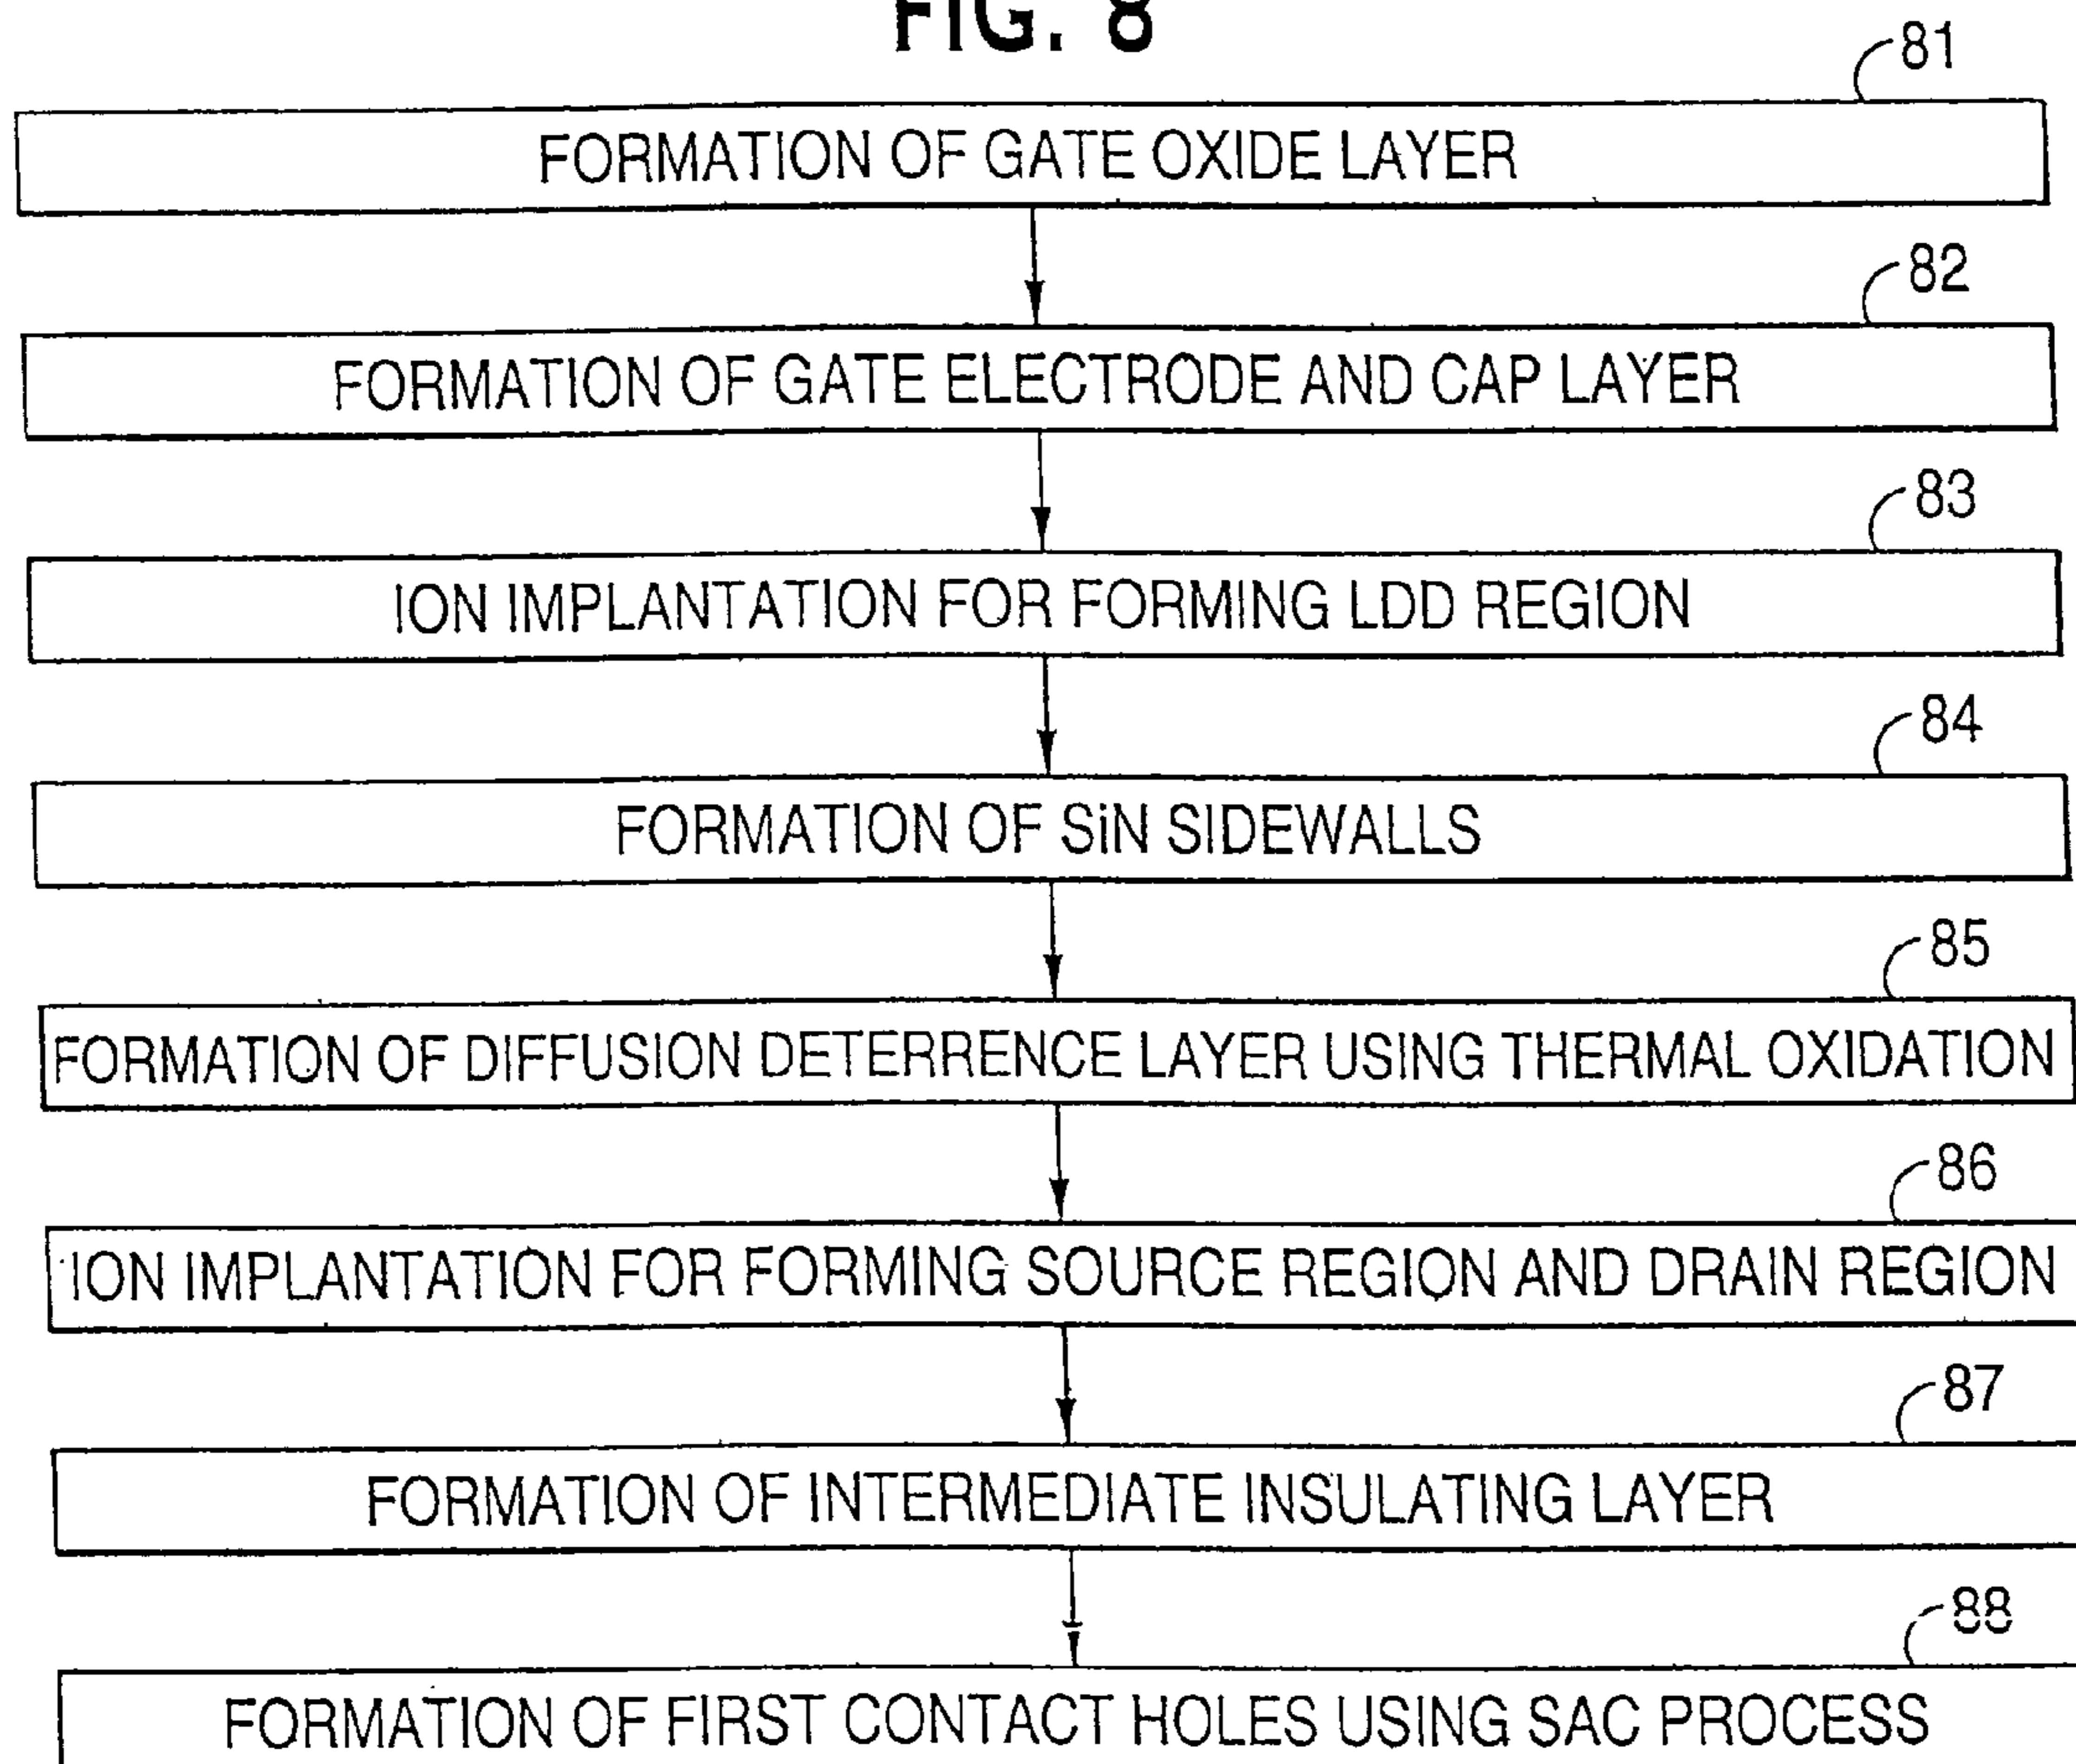 FIG. 8
81
FORMATION OF GATE OXIDE LAYER
82
FORMATION OF GATE ELECTRODE AND CAP LAYER
83
ION IMPLANTATION FOR FORMING LDD REGION
84
FORMATION OF SiN SIDEWALLS
85
FORMATION OF DIFFUSION DETERRENCE LAYER USING THERMAL OXIDATION
86
ION IMPLANTATION FOR FORMING SOURCE REGION AND DRAIN REGION
87
FORMATION OF INTERMEDIATE INSULATING LAYER
88
FORMATION OF FIRST CONTACT HOLES USING SAC PROCESS